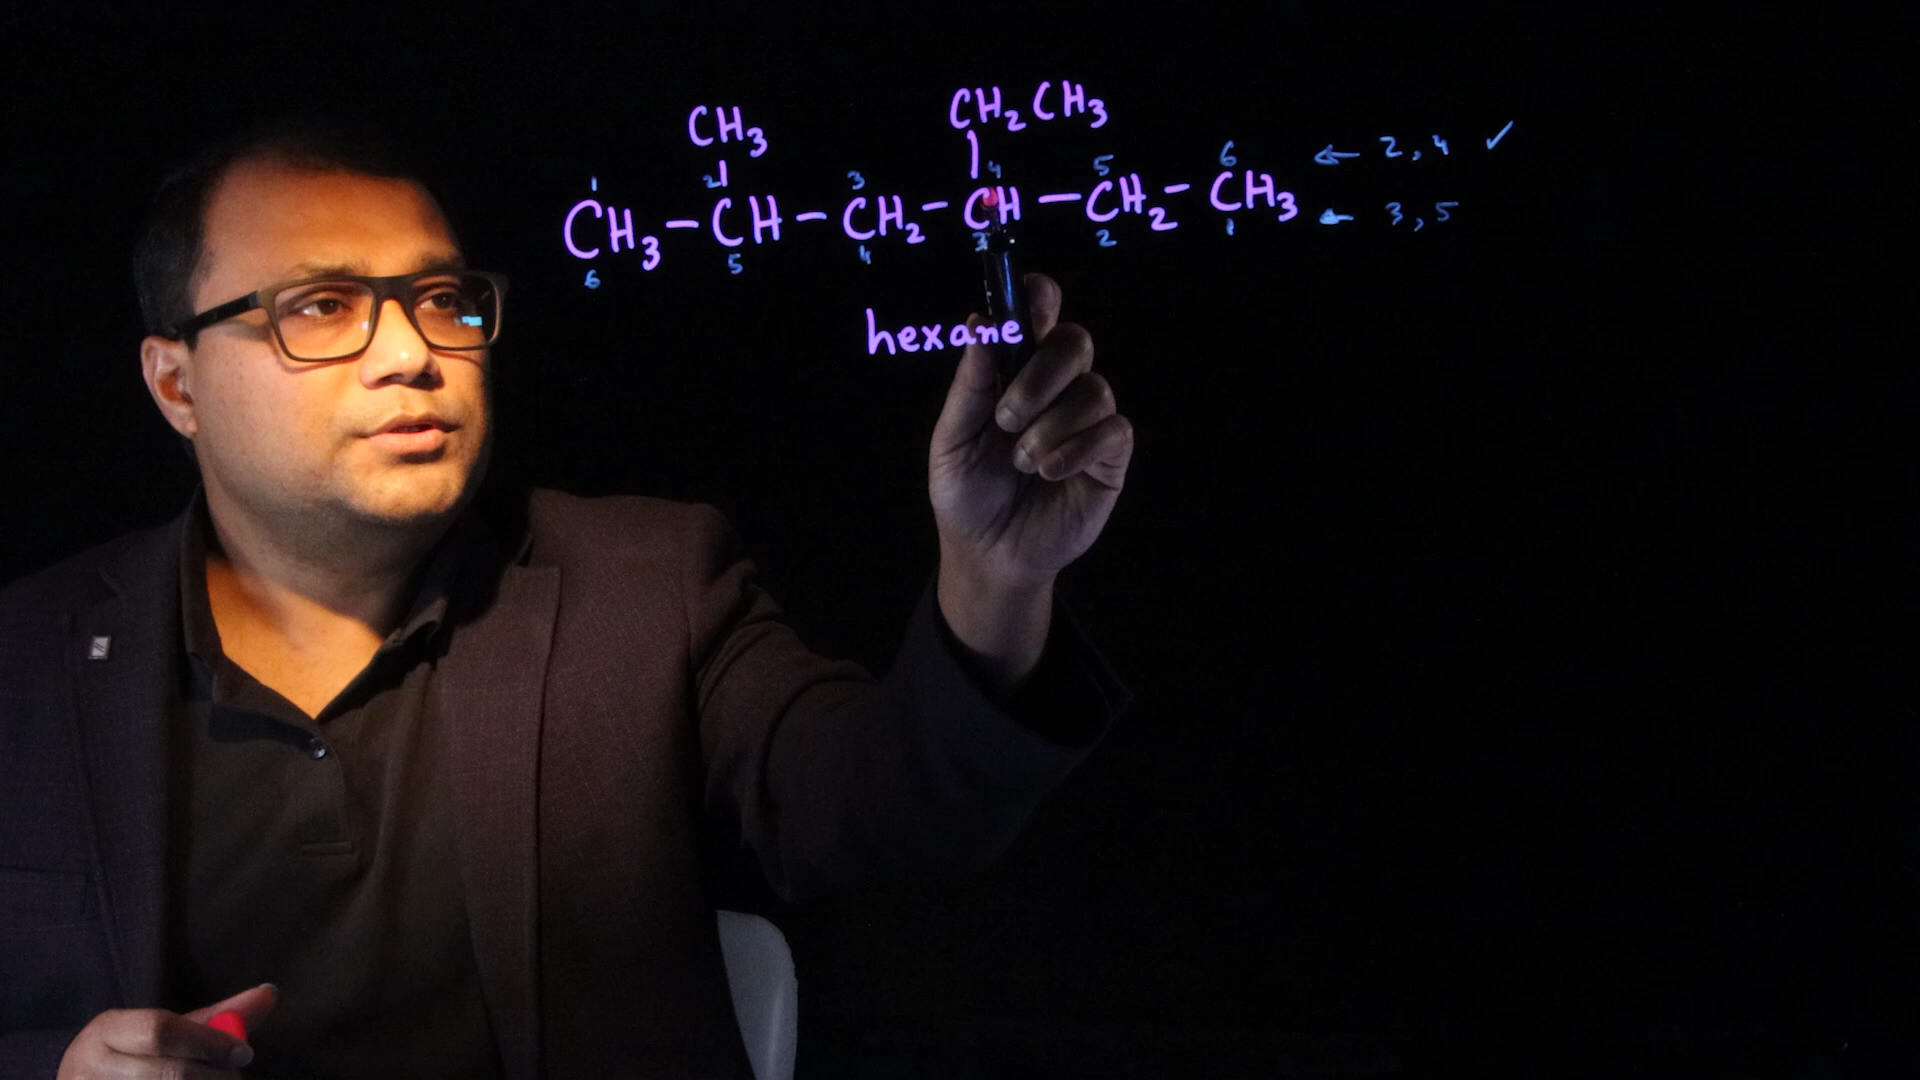 CH₂CH₃
CH₃
1 2 3 4 5 6 ← 2, 4 ✓
CH₃ – CH – CH₂ – CH – CH₂ – CH₃
6 5 4 3 2 1 ← 3, 5
hexane